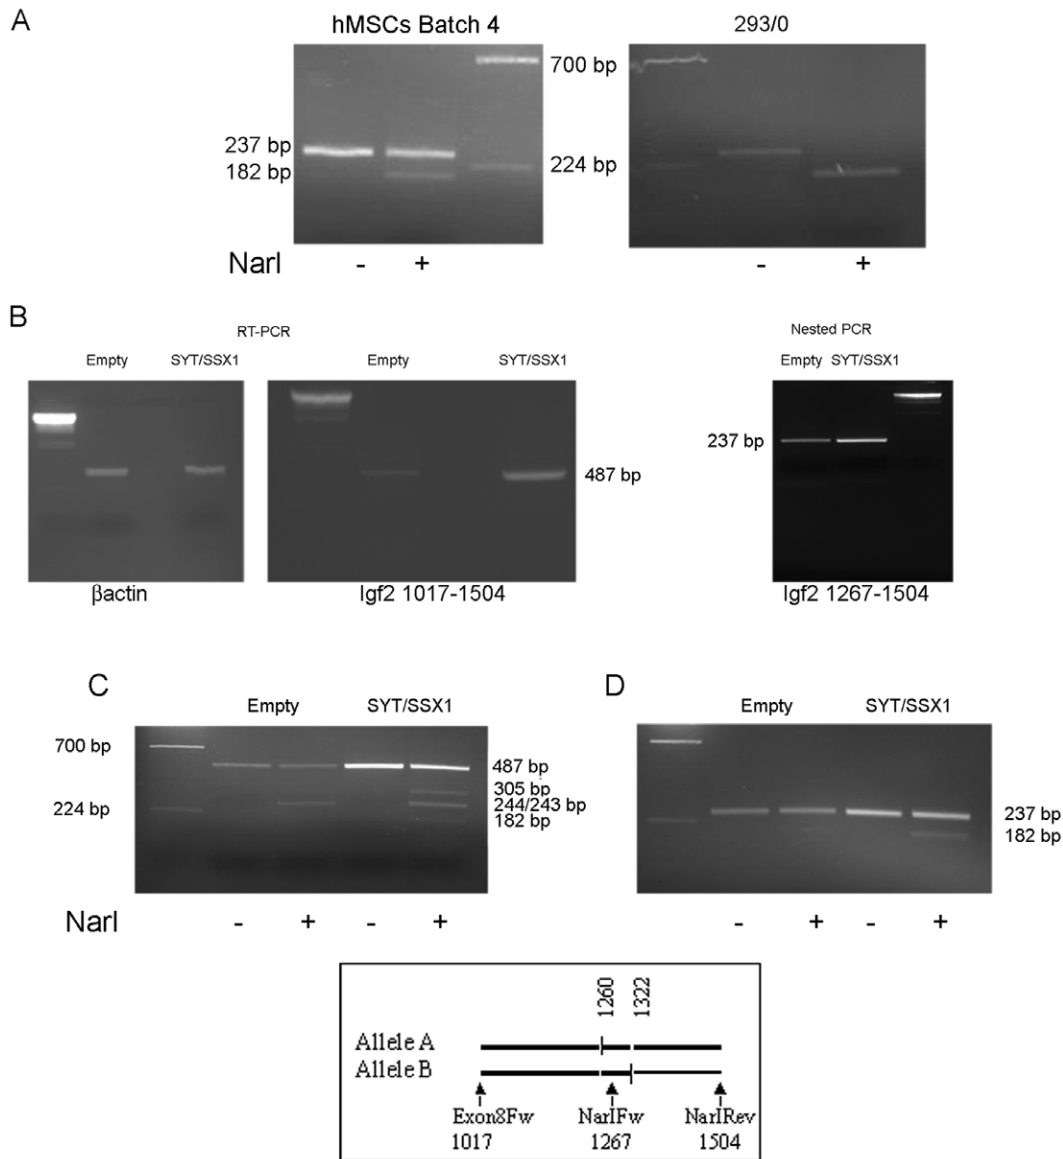 A
hMSCs Batch 4
293/0
700 bp
237 bp
182 bp
224 bp
NarI
- +
- +
B
RT-PCR
Nested PCR
Empty SYT/SSX1
Empty SYT/SSX1
Empty SYT/SSX1
237 bp
487 bp
βactin
Igf2 1017-1504
Igf2 1267-1504
C
D
Empty SYT/SSX1
Empty SYT/SSX1
700 bp
487 bp
305 bp
224 bp
244/243 bp
182 bp
237 bp
182 bp
NarI
- + - +
- + - +
1260 1322
Allele A
Allele B
Exon8Fw NarIFw NarIRev
1017 1267 1504